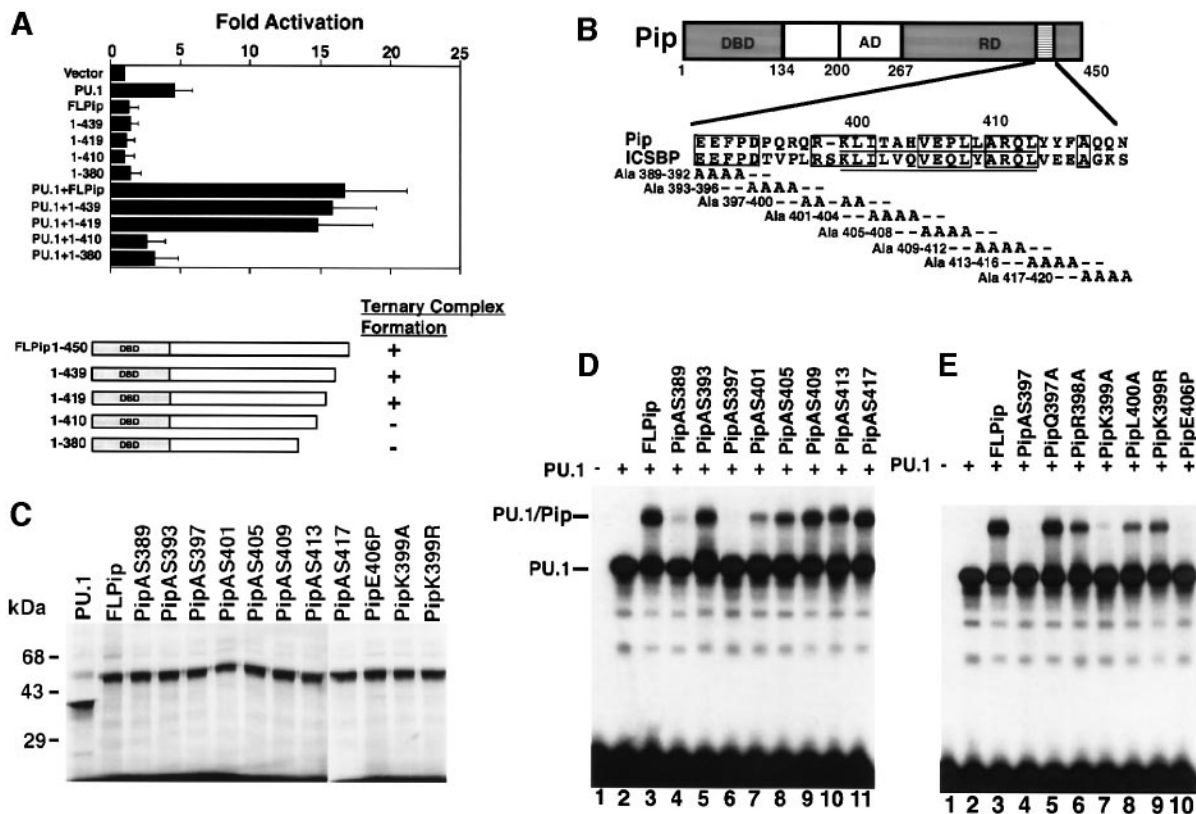 A
Fold Activation
0 5 10 15 20 25
Vector
PU.1
FLPip
1-439
1-419
1-410
1-380
PU.1+FLPip
PU.1+1-439
PU.1+1-419
PU.1+1-410
PU.1+1-380
Ternary Complex
Formation
FLPip1-450 DBD +
1-439 DBD +
1-419 DBD +
1-410 DBD -
1-380 DBD -
B
Pip DBD AD RD
1 134 200 267 450
400 410
Pip EEFPDPQRQR-KLITAHVEPLLARQLYYFAQQN
ICSBP EEFPDTVPLRSKLILVQVEQLYARQLVEEAGKS
Ala 389-392 AAAA--
Ala 393-396 --AAAA--
Ala 397-400 --AA-AA--
Ala 401-404 --AAAA--
Ala 405-408 --AAAA--
Ala 409-412 --AAAA--
Ala 413-416 --AAAA--
Ala 417-420 --AAAA
C
PU.1
FLPip
PipAS389
PipAS393
PipAS397
PipAS401
PipAS405
PipAS409
PipAS413
PipAS417
PipE406P
PipK399A
PipK399R
kDa
68
43
29
D
FLPip
PipAS389
PipAS393
PipAS397
PipAS401
PipAS405
PipAS409
PipAS413
PipAS417
PU.1 - + + + + + + + + + +
PU.1/Pip
PU.1
1 2 3 4 5 6 7 8 9 10 11
E
FLPip
PipAS397
PipQ397A
PipR398A
PipK399A
PipL400A
PipK399R
PipE406P
PU.1 - + + + + + + + + +
1 2 3 4 5 6 7 8 9 10